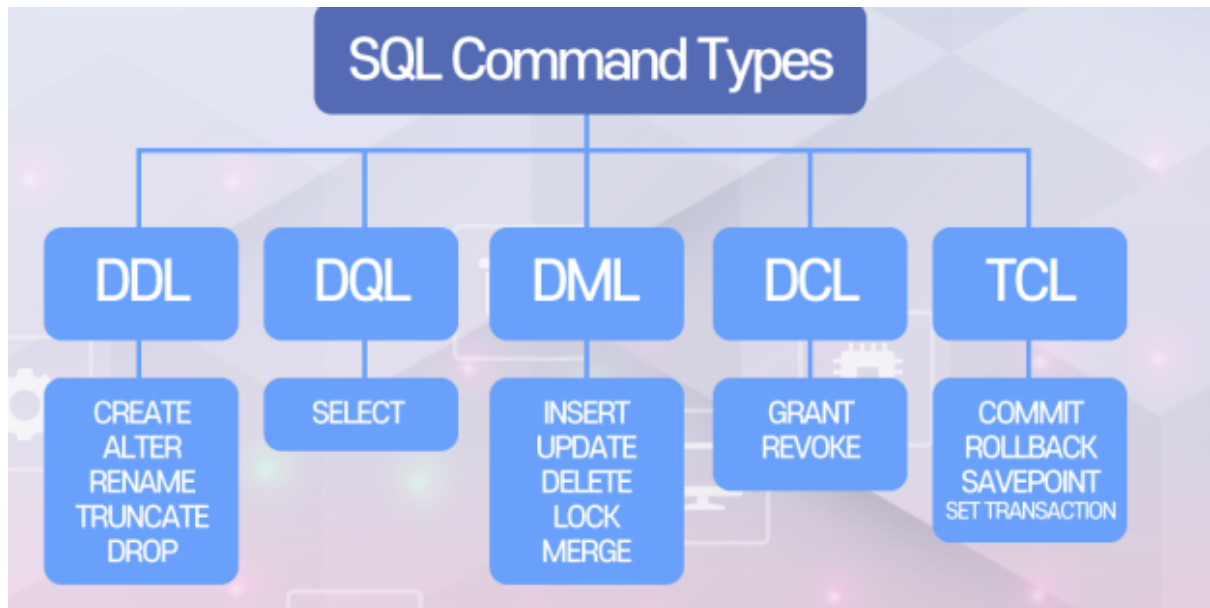 SQL Command Types
DDL
DQL
DML
DCL
TCL
CREATE
ALTER
RENAME
TRUNCATE
DROP
SELECT
INSERT
UPDATE
DELETE
LOCK
MERGE
GRANT
REVOKE
COMMIT
ROLLBACK
SAVEPOINT
SET TRANSACTION